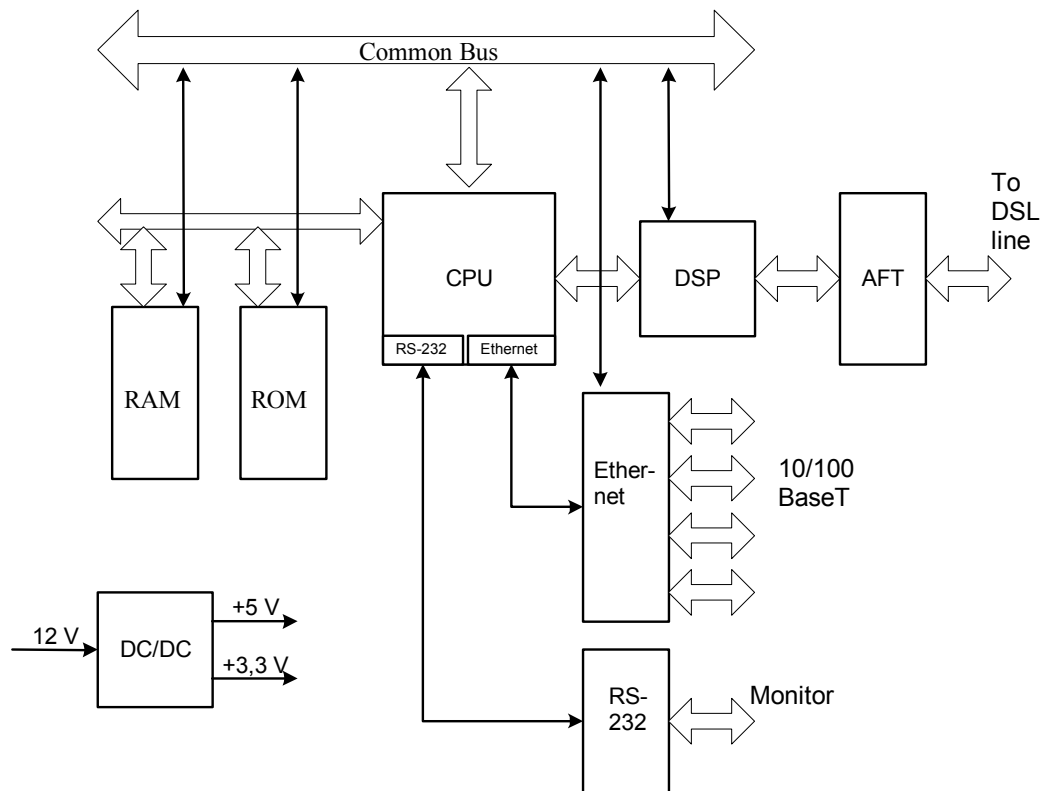 Common Bus
To
DSL
line
CPU
DSP
AFT
RS-232
Ethernet
RAM
ROM
Ether-
net
10/100
BaseT
12 V
DC/DC
+5 V
+3,3 V
RS-
232
Monitor